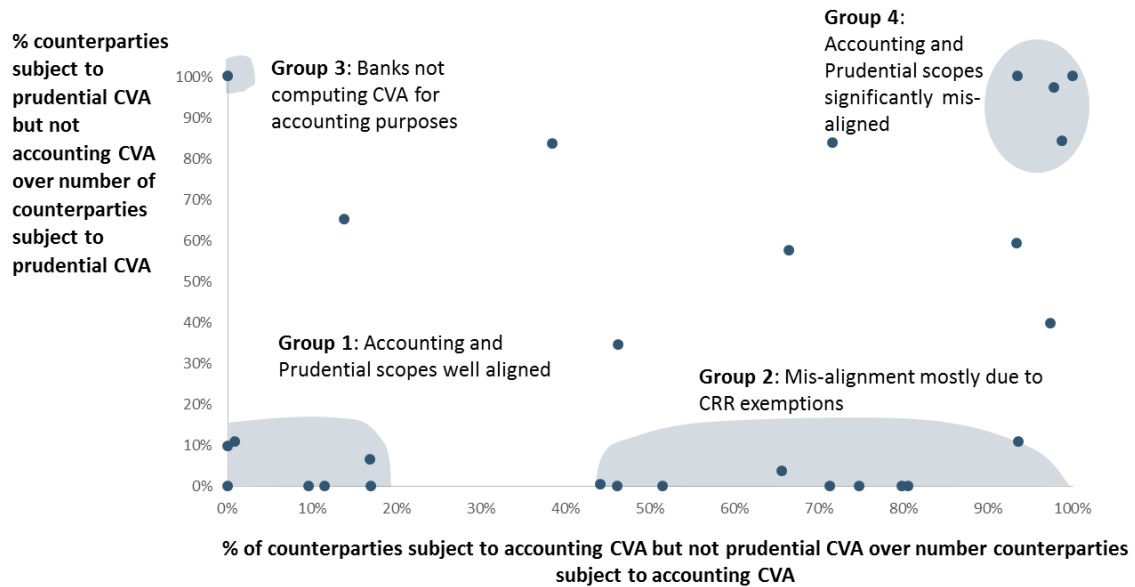 % counterparties
subject to
prudential CVA
but not
accounting CVA
over number of
counterparties
subject to
prudential CVA
Group 3: Banks not
computing CVA for
accounting purposes
Group 4:
Accounting and
Prudential scopes
significantly mis-
aligned
100%
90%
80%
70%
60%
50%
40%
30%
20%
10%
0%
Group 1: Accounting and
Prudential scopes well aligned
Group 2: Mis-alignment mostly due to
CRR exemptions
0% 10% 20% 30% 40% 50% 60% 70% 80% 90% 100%
% of counterparties subject to accounting CVA but not prudential CVA over number counterparties
subject to accounting CVA